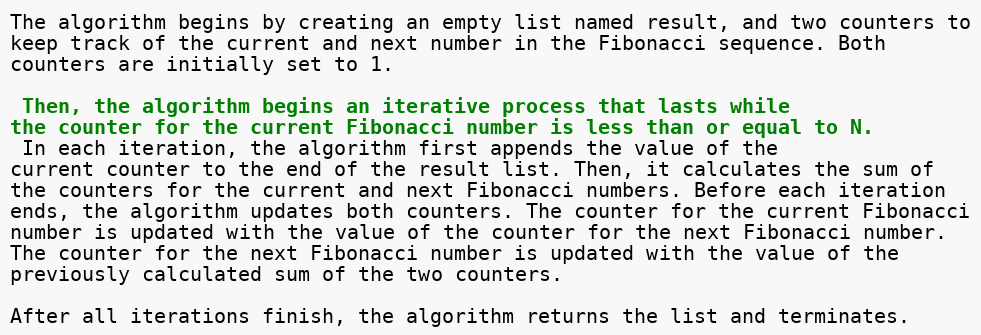 The algorithm begins by creating an empty list named result, and two counters to
keep track of the current and next number in the Fibonacci sequence. Both
counters are initially set to 1.
Then, the algorithm begins an iterative process that lasts while
the counter for the current Fibonacci number is less than or equal to N.
In each iteration, the algorithm first appends the value of the
current counter to the end of the result list. Then, it calculates the sum of
the counters for the current and next Fibonacci numbers. Before each iteration
ends, the algorithm updates both counters. The counter for the current Fibonacci
number is updated with the value of the counter for the next Fibonacci number.
The counter for the next Fibonacci number is updated with the value of the
previously calculated sum of the two counters.
After all iterations finish, the algorithm returns the list and terminates.